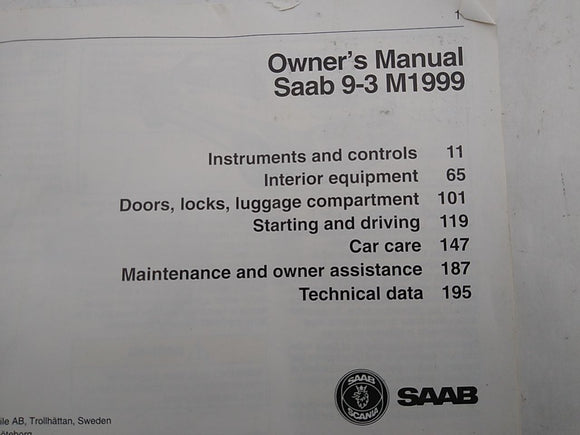 1
Owner's Manual
Saab 9-3 M1999
Instruments and controls 11
Interior equipment 65
Doors, locks, luggage compartment 101
Starting and driving 119
Car care 147
Maintenance and owner assistance 187
Technical data 195
SAAB
SCANIA
SAAB
AB, Trollhättan, Sweden